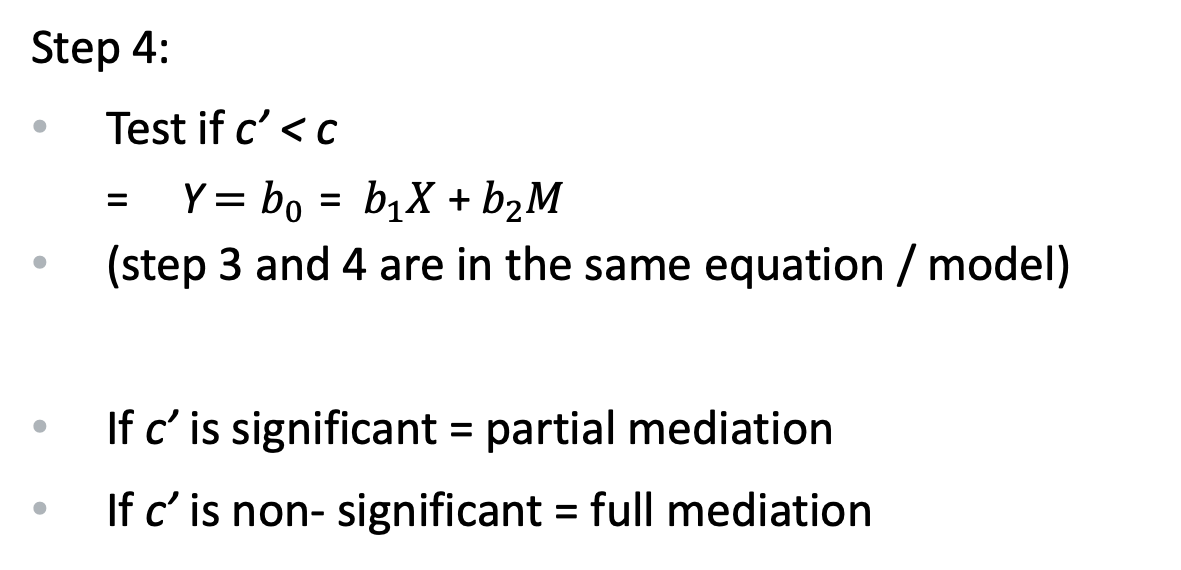 Step 4:
• Test if c’ < c
= Y = b₀ = b₁X + b₂M
• (step 3 and 4 are in the same equation / model)
• If c’ is significant = partial mediation
• If c’ is non- significant = full mediation